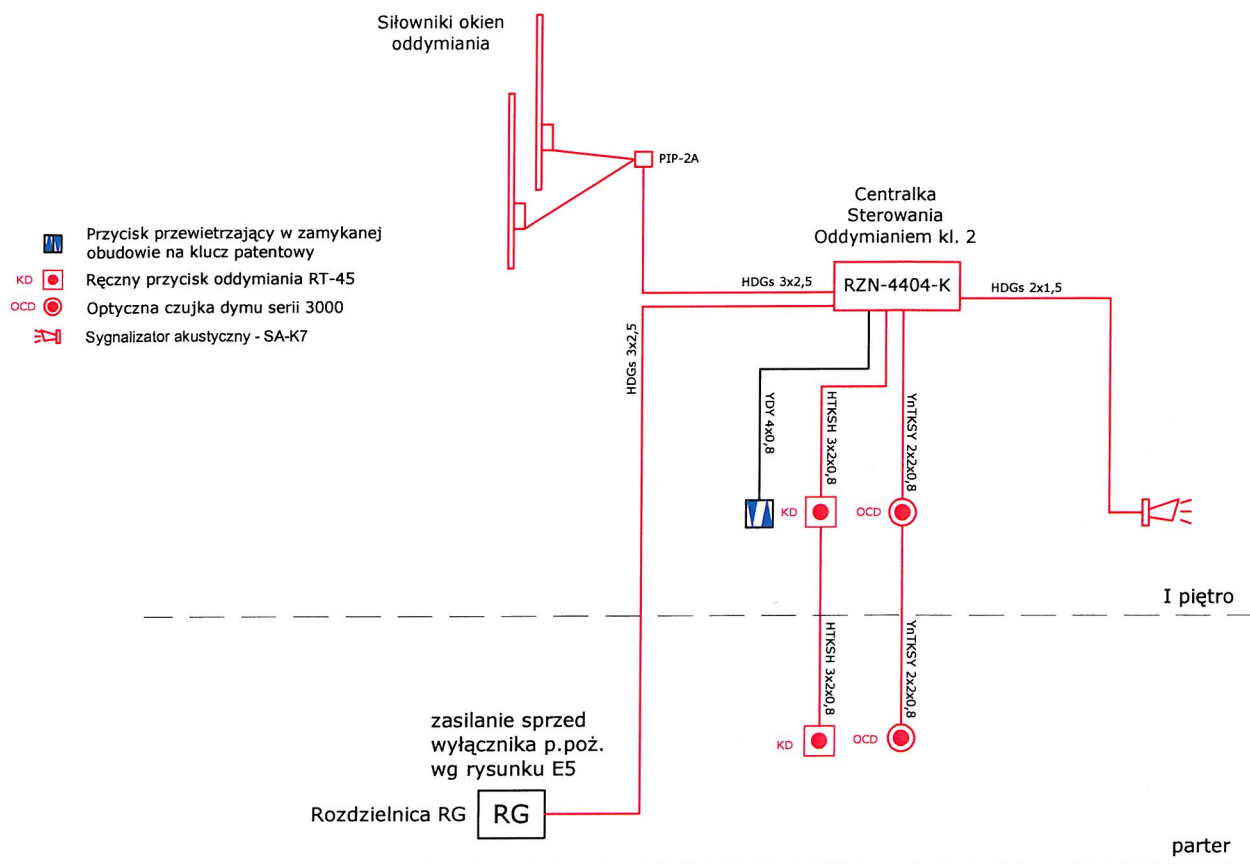 Siłowniki okien
oddymiania
PIP-2A
Centralka
Sterowania
Oddymianiem kl. 2
RZN-4404-K
HDGs 3x2,5
HDGs 2x1,5
HDGs 3x2,5
Przycisk przewietrzający w zamykanej
obudowie na klucz patentowy
KD
Ręczny przycisk oddymiania RT-45
OCD
Optyczna czujka dymu serii 3000
Sygnalizator akustyczny - SA-K7
YDY 4x0,8
HTKSH 3x2x0,8
YnTKSY 2x2x0,8
KD
OCD
I piętro
HTKSH 3x2x0,8
YnTKSY 2x2x0,8
KD
OCD
zasilanie sprzed
wyłącznika p.poż.
wg rysunku E5
Rozdzielnica RG
RG
parter